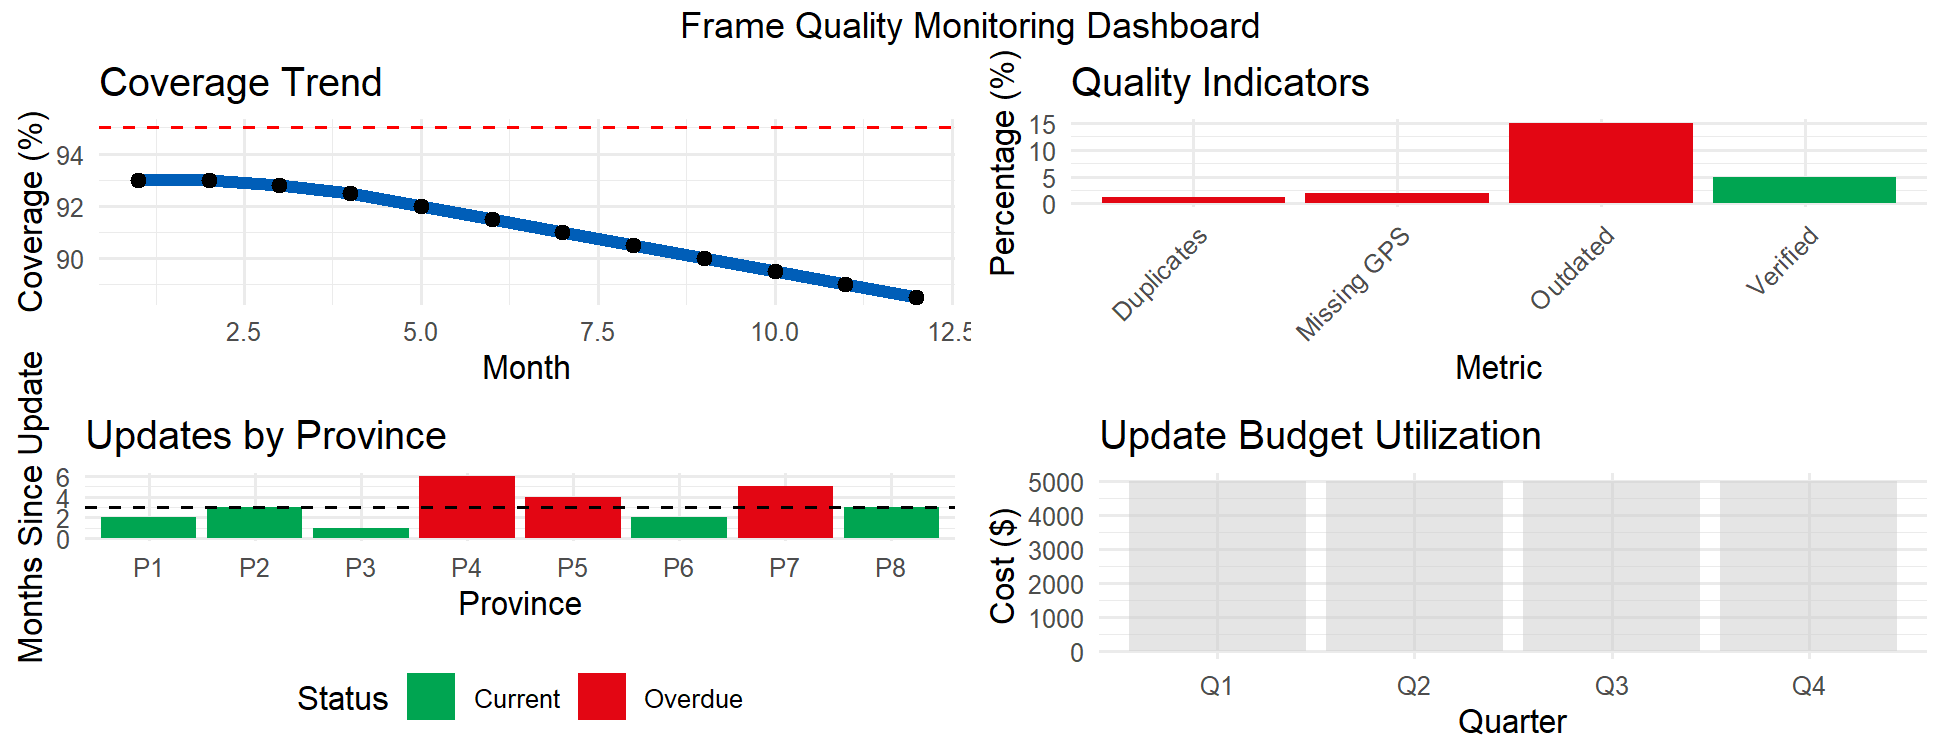 Frame Quality Monitoring Dashboard
Coverage Trend
Coverage (%)
94
92
90
2.5 5.0 7.5 10.0 12.5
Month
Quality Indicators
Percentage (%)
15
10
5
0
Duplicates Missing GPS Outdated Verified
Metric
Updates by Province
Months Since Update
6
4
2
0
P1 P2 P3 P4 P5 P6 P7 P8
Province
Status Current Overdue
Update Budget Utilization
Cost ($)
5000
4000
3000
2000
1000
0
Q1 Q2 Q3 Q4
Quarter